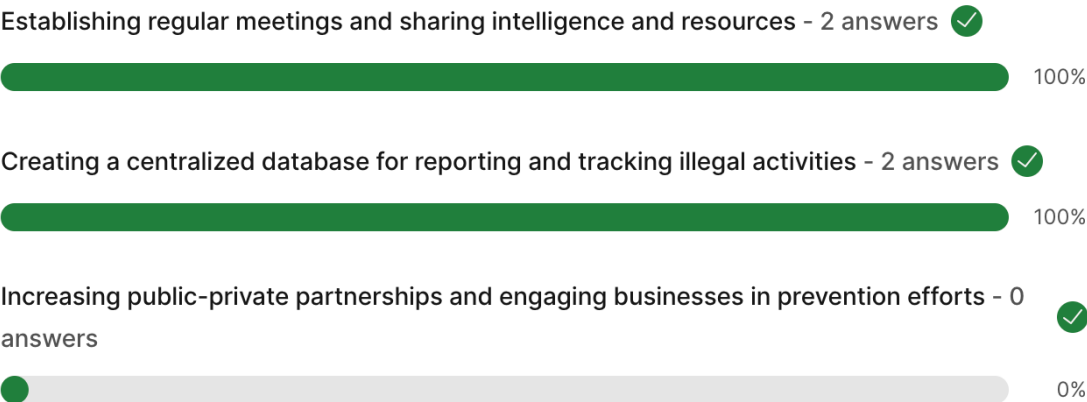 Establishing regular meetings and sharing intelligence and resources - 2 answers
100%
Creating a centralized database for reporting and tracking illegal activities - 2 answers
100%
Increasing public-private partnerships and engaging businesses in prevention efforts - 0
answers
0%